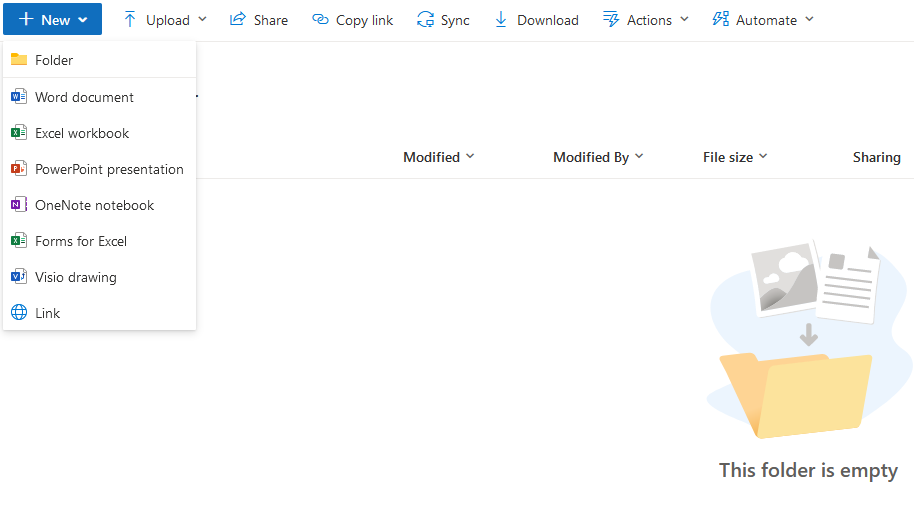 New Upload Share Copy link Sync Download Actions Automate
Folder
Word document
Excel workbook
PowerPoint presentation
OneNote notebook
Forms for Excel
Visio drawing
Link
Modified Modified By File size Sharing
This folder is empty